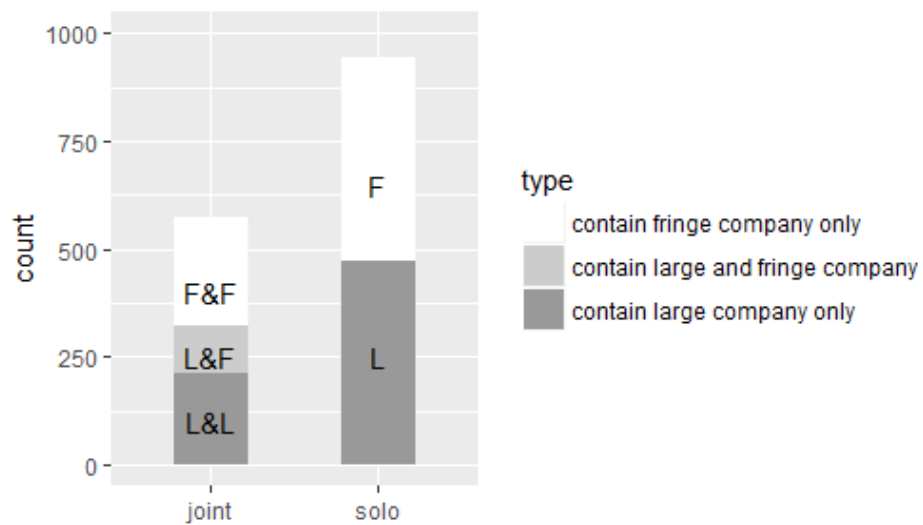 1000
750
500
250
0
count
F
F&F
L&F
L
L&L
joint
solo
type
contain fringe company only
contain large and fringe company
contain large company only